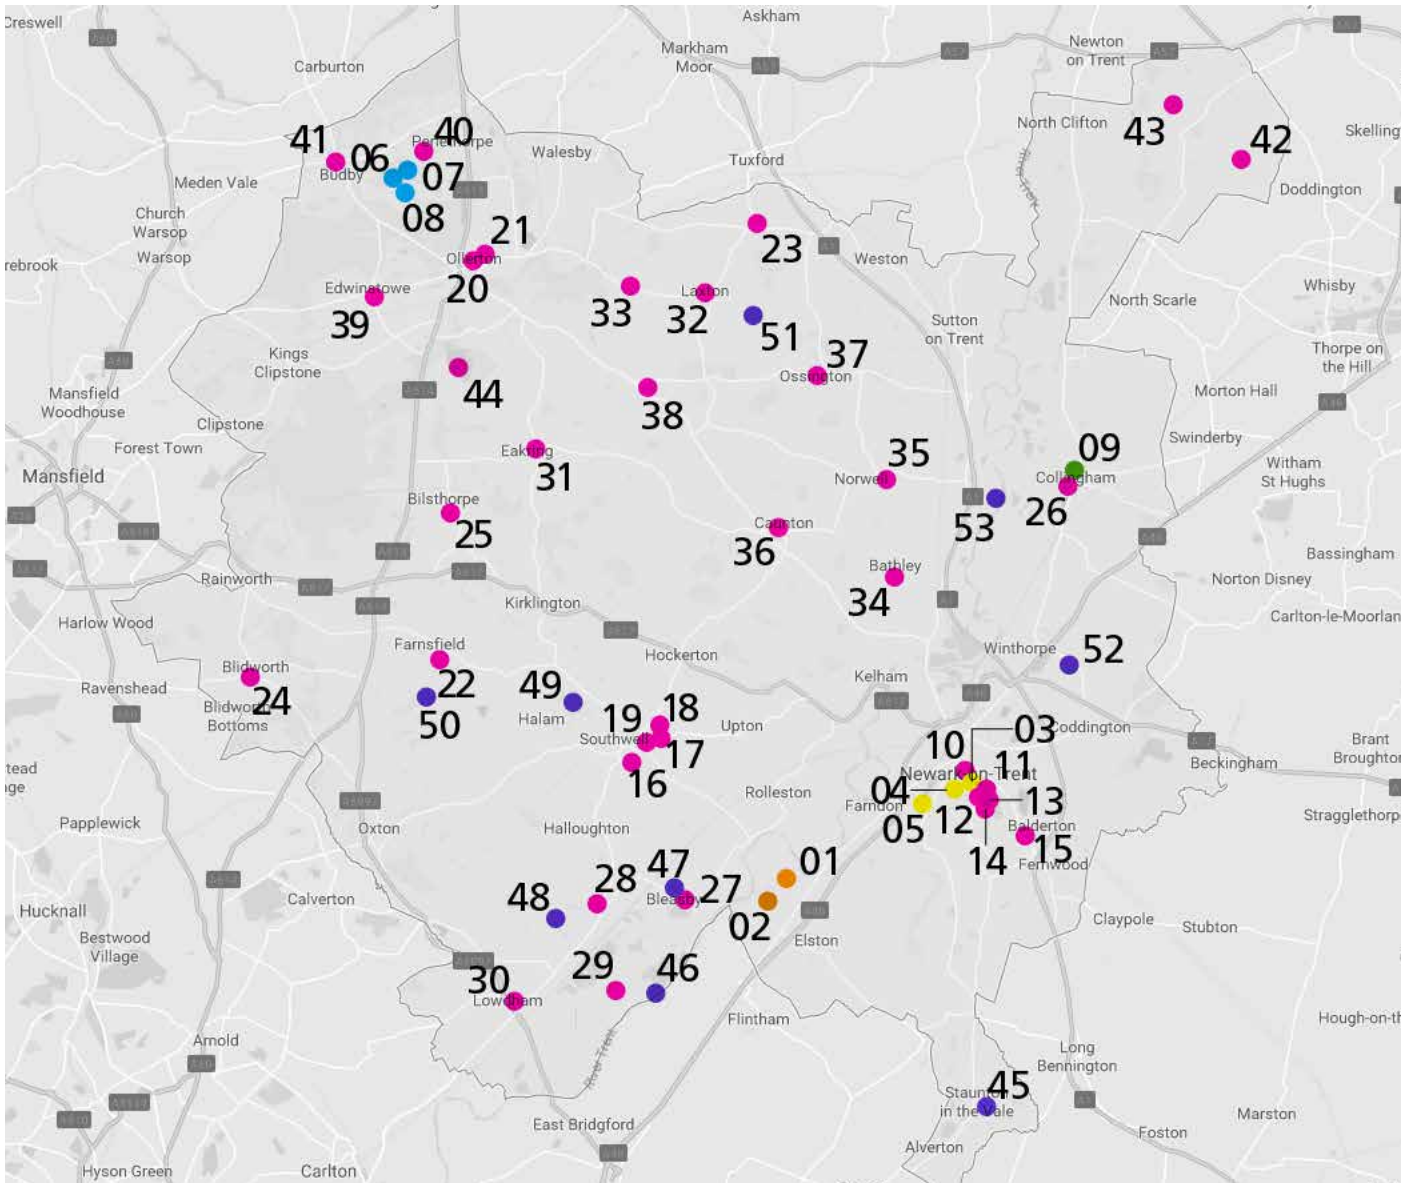 Creswell
Askham
Markham
Moor
Newton
on Trent
Carburton
41
06
40
Perlethorpe
Walesby
Tuxford
North Clifton
43
42
Skelling
Budby
07
08
Meden Vale
Doddington
Church
Warsop
Warsop
rebrook
21
Ollerton
20
23
Weston
Edwinstowe
39
33
Laxton
32
51
Whisby
North Scarle
Sutton
on Trent
Kings
Clipstone
44
37
Ossington
Thorpe on
the Hill
Mansfield
Woodhouse
38
Morton Hall
Clipstone
Forest Town
Eakring
31
35
Norwell
09
Collingham
26
Swinderby
Witham
St Hughs
Mansfield
Bilsthorpe
25
Caunton
36
53
Bassingham
Rainworth
Bathley
34
Norton Disney
Kirklington
Harlow Wood
Carlton-le-Moorlan
Farnsfield
22
Hockerton
Winthorpe
52
Blidworth
24
Ravenshead
Blidworth
Bottoms
50
49
Halam
Kelham
18
19
Southwell
17
16
Upton
03
Coddington
10
11
Newark-on-Trent
Beckingham
Brant
Broughton
04
05
Farndon
12
13
14
Balderton
15
Fernwood
Rolleston
Stragglethorpe
Papplewick
Oxton
Halloughton
01
02
47
Bleasby
27
28
48
Calverton
Hucknall
Claypole
Stubton
Bestwood
Village
Elston
29
46
30
Lowdham
River Trent
Flintham
Hough-on-th
Arnold
Long
Bennington
45
Staunton
in the Vale
East Bridgford
Marston
Foston
Alverton
Hyson Green
Carlton